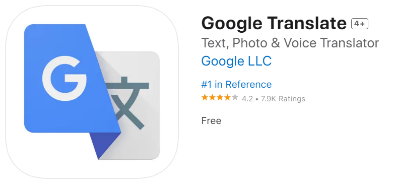 G
文
Google Translate 4+
Text, Photo & Voice Translator
Google LLC
#1 in Reference
4.2 • 7.9K Ratings
Free